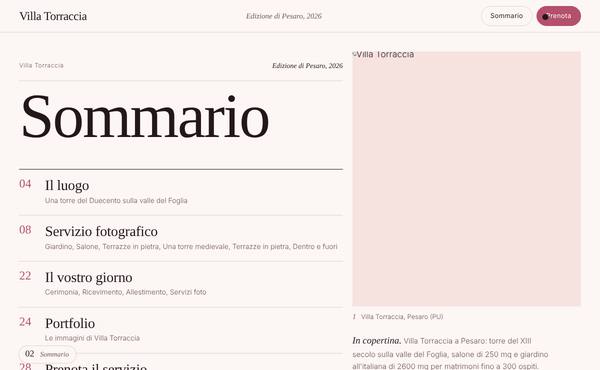 Villa Torraccia
Edizione di Pesaro, 2026
Sommario
Prenota
Villa Torraccia
Edizione di Pesaro, 2026
Sommario
04 Il luogo
Una torre del Duecento sulla valle del Foglia
08 Servizio fotografico
Giardino, Salone, Terrazze in pietra, Una torre medievale, Terrazze in pietra, Dentro e fuori
22 Il vostro giorno
Cerimonia, Ricevimento, Allestimento, Servizi foto
24 Portfolio
Le immagini di Villa Torraccia
02 Sommario
28 Prenota il servizio
Villa Torraccia
1 Villa Torraccia, Pesaro (PU)
In copertina. Villa Torraccia a Pesaro: torre del XIII
secolo sulla valle del Foglia, salone di 250 mq e giardino
all'italiana di 2600 mq per matrimoni fino a 300 ospiti.